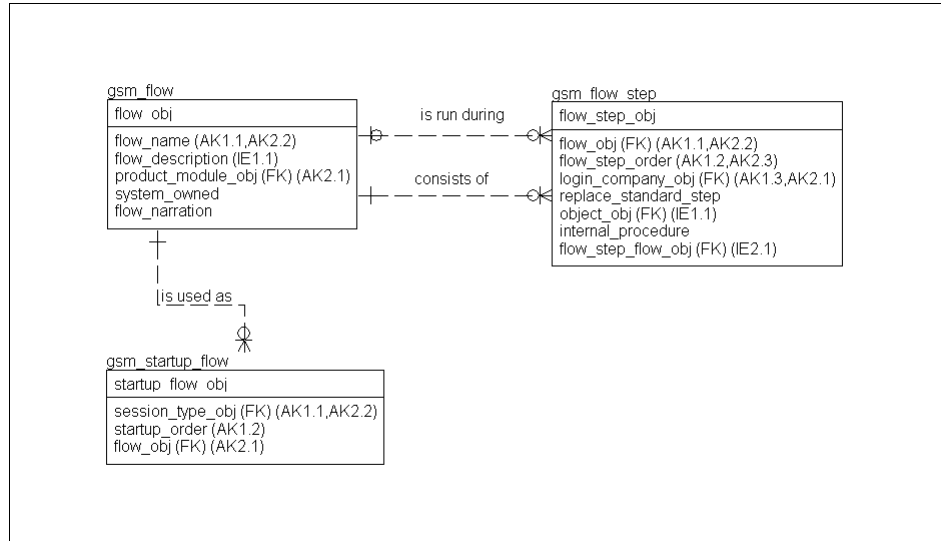 gsm_flow
flow_obj
flow_name (AK1.1,AK2.2)
flow_description (IE1.1)
product_module_obj (FK) (AK2.1)
system_owned
flow_narration
is run during
consists of
gsm_flow_step
flow_step_obj
flow_obj (FK) (AK1.1,AK2.2)
flow_step_order (AK1.2,AK2.3)
login_company_obj (FK) (AK1.3,AK2.1)
replace_standard_step
object_obj (FK) (IE1.1)
internal_procedure
flow_step_flow_obj (FK) (IE2.1)
is used as
gsm_startup_flow
startup_flow_obj
session_type_obj (FK) (AK1.1,AK2.2)
startup_order (AK1.2)
flow_obj (FK) (AK2.1)